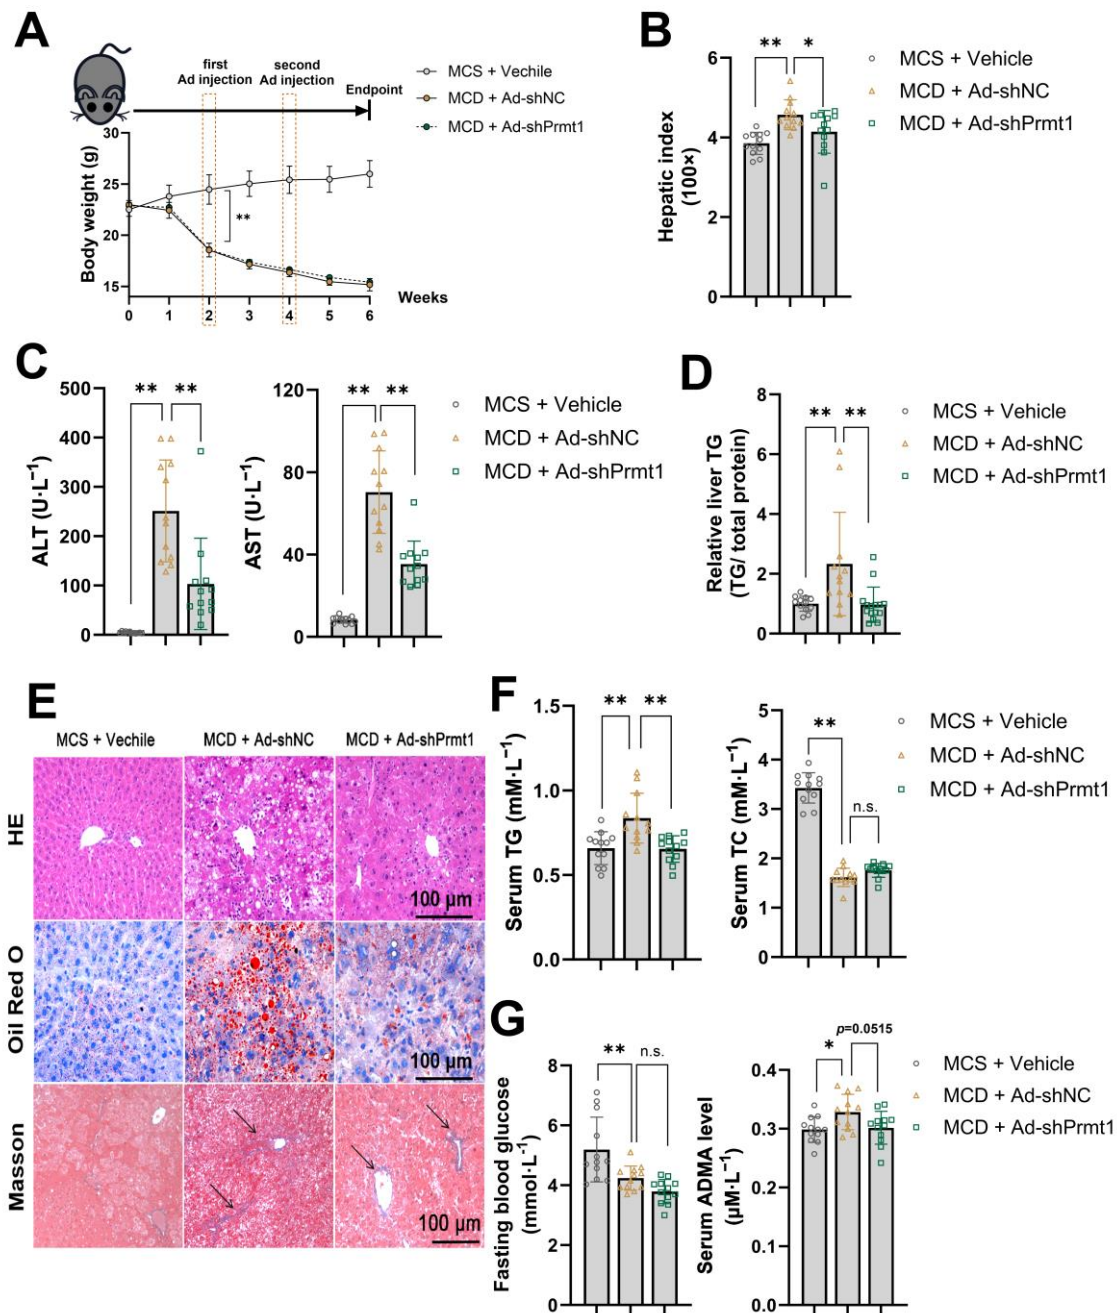 A
first
Ad injection
second
Ad injection
Endpoint
MCS + Vechile
MCD + Ad-shNC
MCD + Ad-shPrmt1
Body weight (g)
30
25
20
15
**
0 1 2 3 4 5 6
Weeks
B
Hepatic index
(100×)
6
4
2
0
** *
MCS + Vehicle
MCD + Ad-shNC
MCD + Ad-shPrmt1
C
ALT (U·L⁻¹)
500
400
300
200
100
0
** **
AST (U·L⁻¹)
120
80
40
0
** **
MCS + Vehicle
MCD + Ad-shNC
MCD + Ad-shPrmt1
D
Relative liver TG
(TG/ total protein)
8
6
4
2
0
** **
MCS + Vehicle
MCD + Ad-shNC
MCD + Ad-shPrmt1
E
MCS + Vechile MCD + Ad-shNC MCD + Ad-shPrmt1
HE
100 μm
Oil Red O
100 μm
Masson
100 μm
F
Serum TG (mM·L⁻¹)
1.5
1.0
0.5
0.0
** **
Serum TC (mM·L⁻¹)
5
4
3
2
1
0
**
n.s.
MCS + Vehicle
MCD + Ad-shNC
MCD + Ad-shPrmt1
G
Fasting blood glucose
(mmol·L⁻¹)
8
6
4
2
0
** n.s.
Serum ADMA level
(μM·L⁻¹)
0.4
0.3
0.2
0.1
0.0
*
p=0.0515
MCS + Vehicle
MCD + Ad-shNC
MCD + Ad-shPrmt1